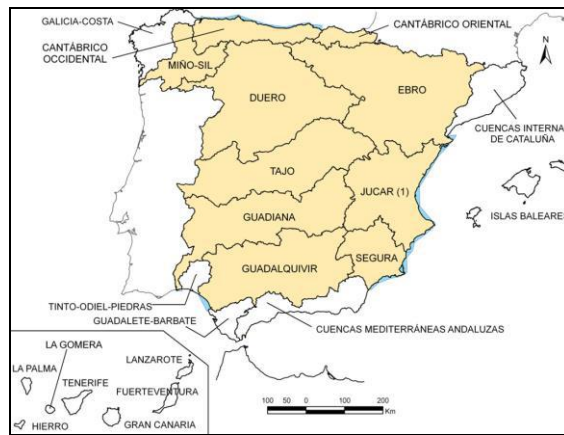 GALICIA-COSTA
CANTÁBRICO ORIENTAL
CANTÁBRICO
OCCIDENTAL
N
MIÑO-SIL
DUERO
EBRO
CUENCAS INTERNA
DE CATALUÑA
TAJO
JUCAR (1)
ISLAS BALEARE
GUADIANA
SEGURA
GUADALQUIVIR
TINTO-ODIEL-PIEDRAS
GUADALETE-BARBATE
CUENCAS MEDITERRÁNEAS ANDALUZAS
LA GOMERA
LANZAROTE
LA PALMA
TENERIFE
FUERTEVENTURA
HIERRO
GRAN CANARIA
100 50 0 100 200
Km